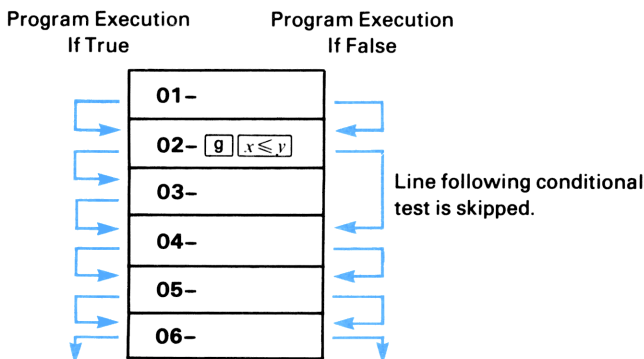 Program Execution
If True
Program Execution
If False
01–
02– g x ≤ y
03–
Line following conditional
test is skipped.
04–
05–
06–